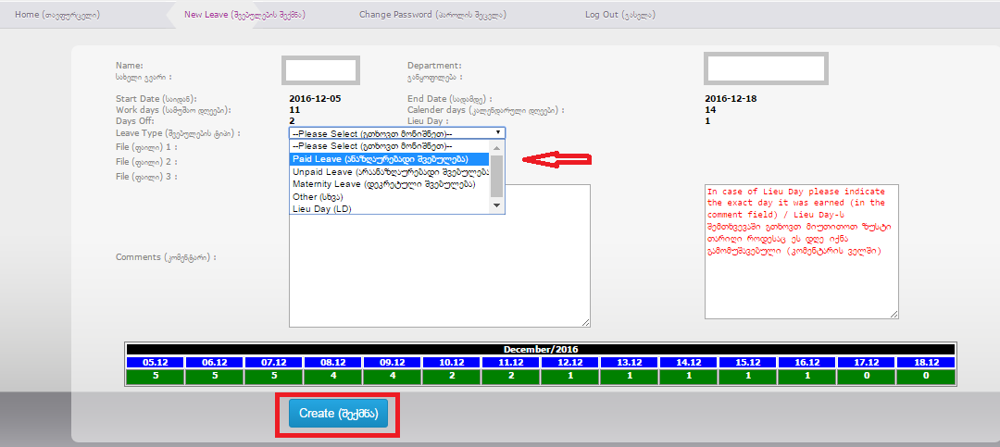 Home (თავფურცელი) New Leave (შვებულების შექმნა) Change Password (პაროლის შეცვლა) Log Out (გასვლა)
Name: Department:
სახელი გვარი : განყოფილება :
Start Date (საიდან): 2016-12-05 End Date (სადამდე) : 2016-12-18
Work days (სამუშაო დღეები) : 11 Calender days (კალენდარული დღეები) : 14
Days Off: 2 Lieu Day : 1
Leave Type (შვებულების ტიპი) : --Please Select (გთხოვთ მონიშნეთ)--
--Please Select (გთხოვთ მონიშნეთ)--
Paid Leave (ანაზღაურებადი შვებულება)
Unpaid Leave (არაანაზღაურებადი შვებულება
Maternity Leave (დეკრეტული შვებულება)
Other (სხვა)
Lieu Day (LD)
File (ფაილი) 1 :
File (ფაილი) 2 :
File (ფაილი) 3 :
Comments (კომენტარი) :
In case of Lieu Day please indicate
the exact day it was earned (in the
comment field) / Lieu Day-ს
შემთხვევაში გთხოვთ მიუთითოთ ზუსტი
თარიღი როდესაც ეს დღე იქნა
გამომუშავებული (კომენტარის ველში)
December/2016
05.12 06.12 07.12 08.12 09.12 10.12 11.12 12.12 13.12 14.12 15.12 16.12 17.12 18.12
5 5 5 4 4 2 2 1 1 1 1 1 0 0
Create (შექმნა)